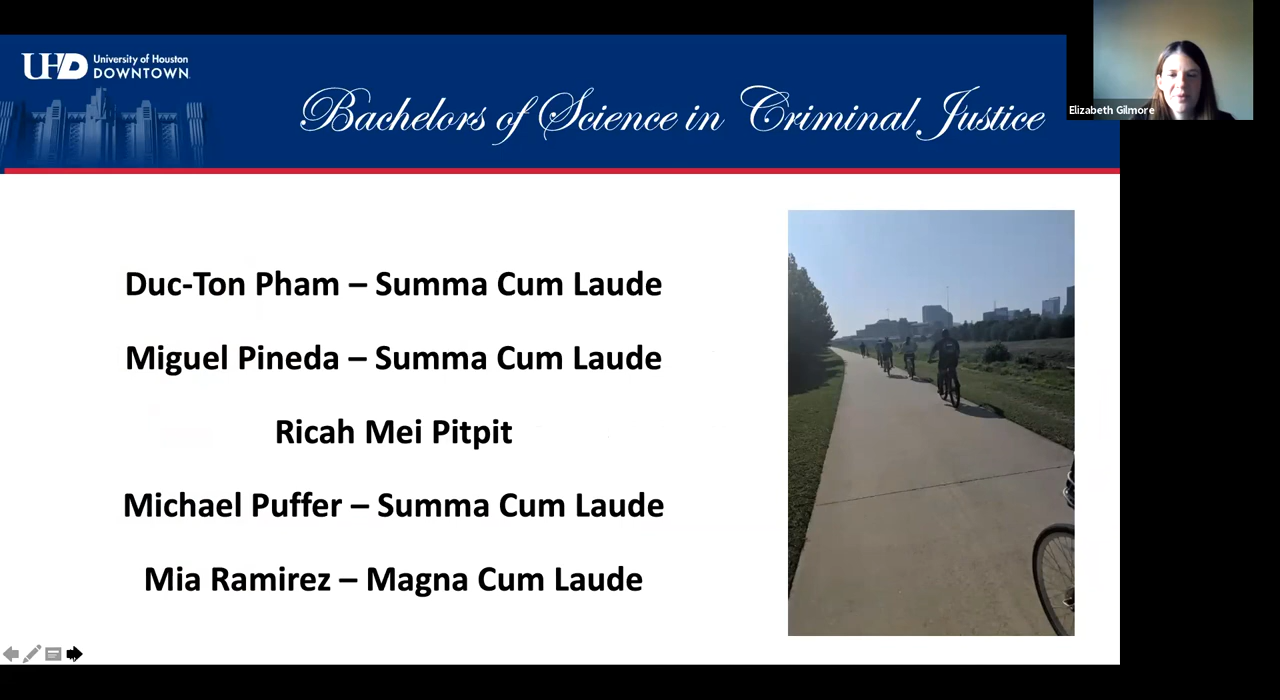 UHD University of Houston
DOWNTOWN
Bachelors of Science in Criminal Justice
Elizabeth Gilmore
Duc-Ton Pham – Summa Cum Laude
Miguel Pineda – Summa Cum Laude
Ricah Mei Pitpit
Michael Puffer – Summa Cum Laude
Mia Ramirez – Magna Cum Laude